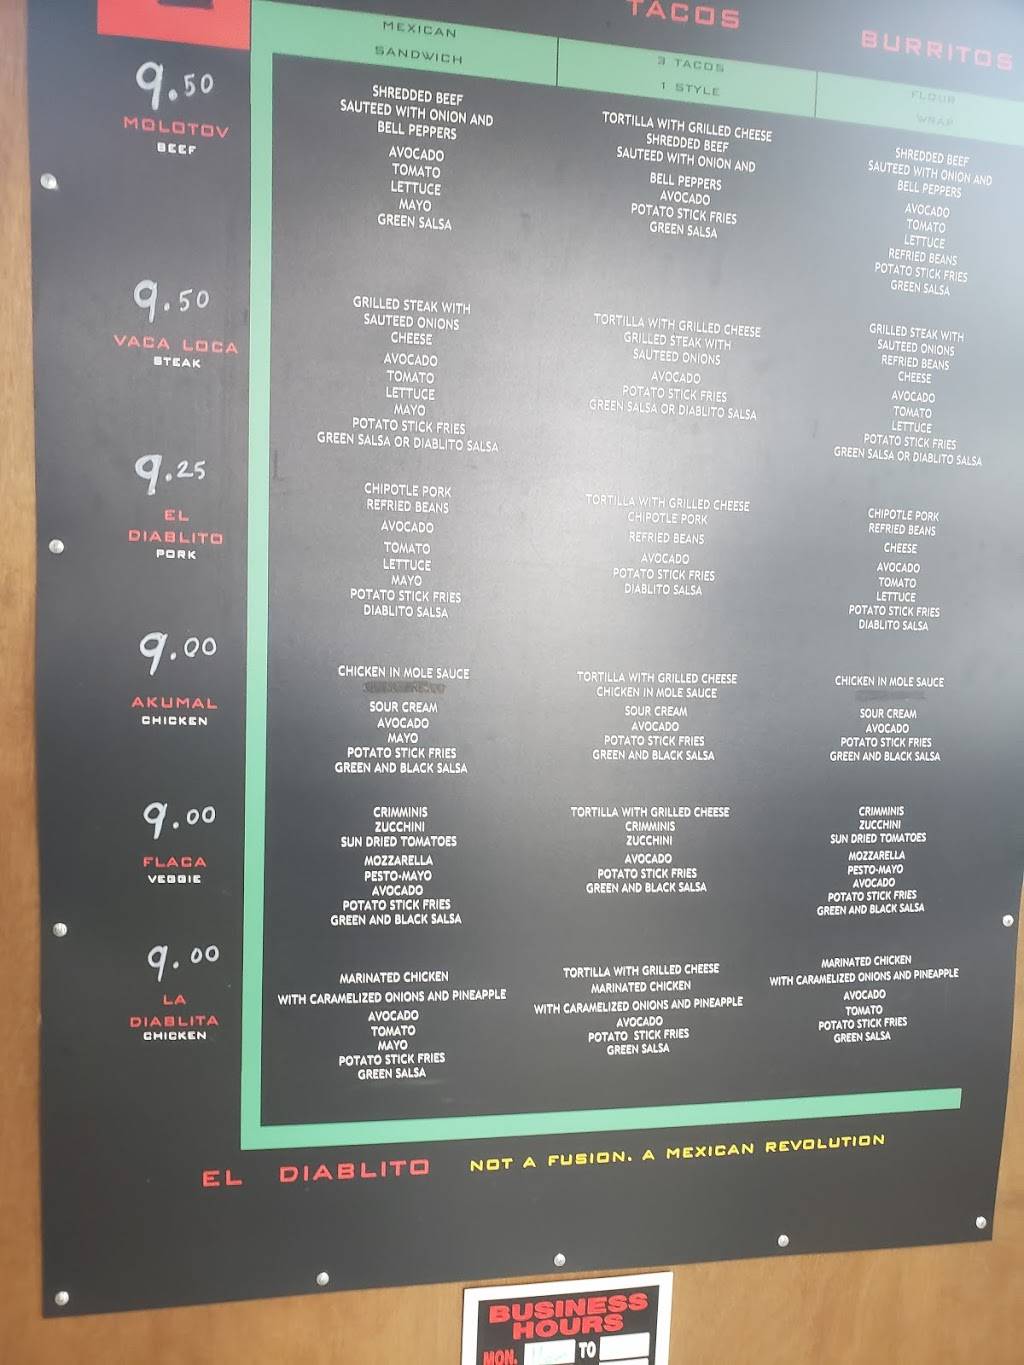 TACOS
BURRITOS
MEXICAN
SANDWICH
3 TACOS
1 STYLE
FLOUR
WRAP
9.50
MOLOTOV
BEEF
SHREDDED BEEF
SAUTEED WITH ONION AND
BELL PEPPERS
AVOCADO
TOMATO
LETTUCE
MAYO
GREEN SALSA
TORTILLA WITH GRILLED CHEESE
SHREDDED BEEF
SAUTEED WITH ONION AND
BELL PEPPERS
AVOCADO
POTATO STICK FRIES
GREEN SALSA
SHREDDED BEEF
SAUTEED WITH ONION AND
BELL PEPPERS
AVOCADO
TOMATO
LETTUCE
REFRIED BEANS
POTATO STICK FRIES
GREEN SALSA
9.50
VACA LOCA
STEAK
GRILLED STEAK WITH
SAUTEED ONIONS
CHEESE
AVOCADO
TOMATO
LETTUCE
MAYO
POTATO STICK FRIES
GREEN SALSA OR DIABLITO SALSA
TORTILLA WITH GRILLED CHEESE
GRILLED STEAK WITH
SAUTEED ONIONS
AVOCADO
POTATO STICK FRIES
GREEN SALSA OR DIABLITO SALSA
GRILLED STEAK WITH
SAUTEED ONIONS
REFRIED BEANS
CHEESE
AVOCADO
TOMATO
LETTUCE
POTATO STICK FRIES
GREEN SALSA OR DIABLITO SALSA
9.25
EL
DIABLITO
PORK
CHIPOTLE PORK
REFRIED BEANS
AVOCADO
TOMATO
LETTUCE
MAYO
POTATO STICK FRIES
DIABLITO SALSA
TORTILLA WITH GRILLED CHEESE
CHIPOTLE PORK
REFRIED BEANS
AVOCADO
POTATO STICK FRIES
DIABLITO SALSA
CHIPOTLE PORK
REFRIED BEANS
CHEESE
AVOCADO
TOMATO
LETTUCE
POTATO STICK FRIES
DIABLITO SALSA
9.00
AKUMAL
CHICKEN
CHICKEN IN MOLE SAUCE
SOUR CREAM
AVOCADO
MAYO
POTATO STICK FRIES
GREEN AND BLACK SALSA
TORTILLA WITH GRILLED CHEESE
CHICKEN IN MOLE SAUCE
SOUR CREAM
AVOCADO
POTATO STICK FRIES
GREEN AND BLACK SALSA
CHICKEN IN MOLE SAUCE
SOUR CREAM
AVOCADO
POTATO STICK FRIES
GREEN AND BLACK SALSA
9.00
FLACA
VEGGIE
CRIMMINIS
ZUCCHINI
SUN DRIED TOMATOES
MOZZARELLA
PESTO-MAYO
AVOCADO
POTATO STICK FRIES
GREEN AND BLACK SALSA
TORTILLA WITH GRILLED CHEESE
CRIMMINIS
ZUCCHINI
AVOCADO
POTATO STICK FRIES
GREEN AND BLACK SALSA
CRIMMINIS
ZUCCHINI
SUN DRIED TOMATOES
MOZZARELLA
PESTO-MAYO
AVOCADO
POTATO STICK FRIES
GREEN AND BLACK SALSA
9.00
LA
DIABLITA
CHICKEN
MARINATED CHICKEN
WITH CARAMELIZED ONIONS AND PINEAPPLE
AVOCADO
TOMATO
MAYO
POTATO STICK FRIES
GREEN SALSA
TORTILLA WITH GRILLED CHEESE
MARINATED CHICKEN
WITH CARAMELIZED ONIONS AND PINEAPPLE
AVOCADO
POTATO STICK FRIES
GREEN SALSA
MARINATED CHICKEN
WITH CARAMELIZED ONIONS AND PINEAPPLE
AVOCADO
TOMATO
POTATO STICK FRIES
GREEN SALSA
EL DIABLITO NOT A FUSION. A MEXICAN REVOLUTION
BUSINESS
HOURS
MON. TO